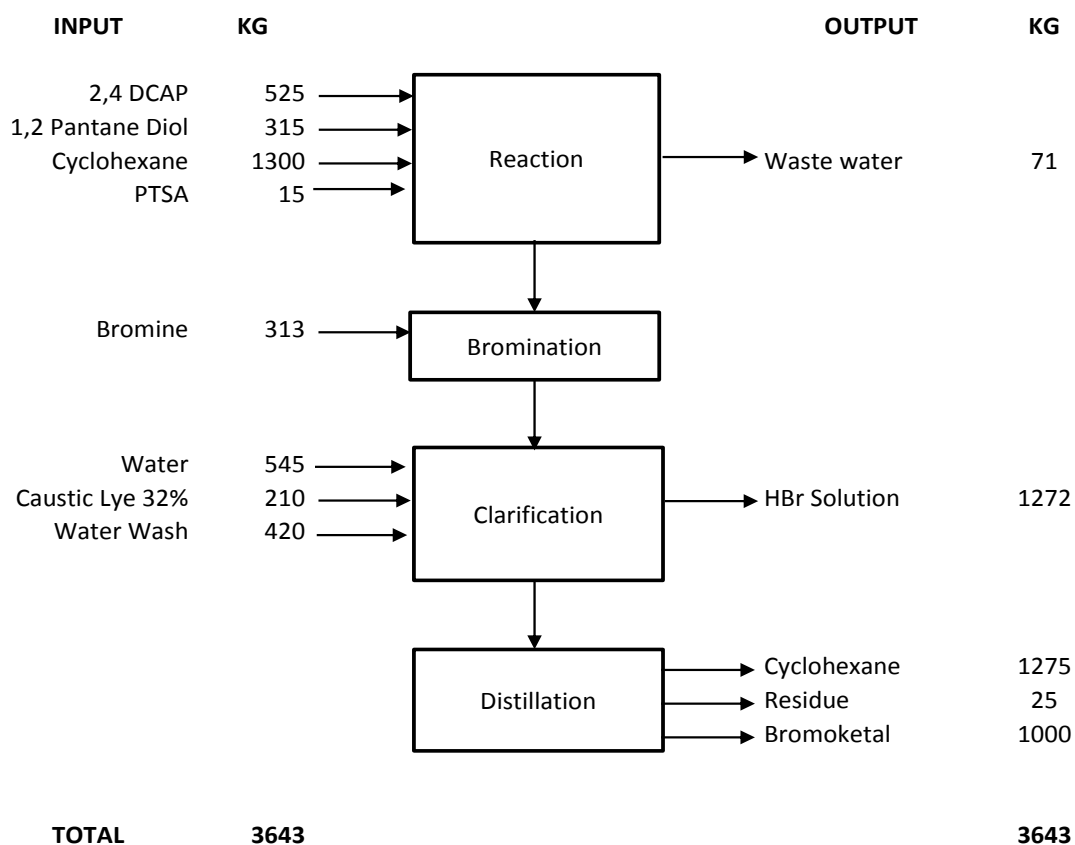 INPUT KG OUTPUT KG
2,4 DCAP 525
1,2 Pantane Diol 315
Cyclohexane 1300 Reaction Waste water 71
PTSA 15
Bromine 313
Bromination
Water 545
Caustic Lye 32% 210 HBr Solution 1272
Clarification
Water Wash 420
Cyclohexane 1275
Distillation Residue 25
Bromoketal 1000
TOTAL 3643 3643